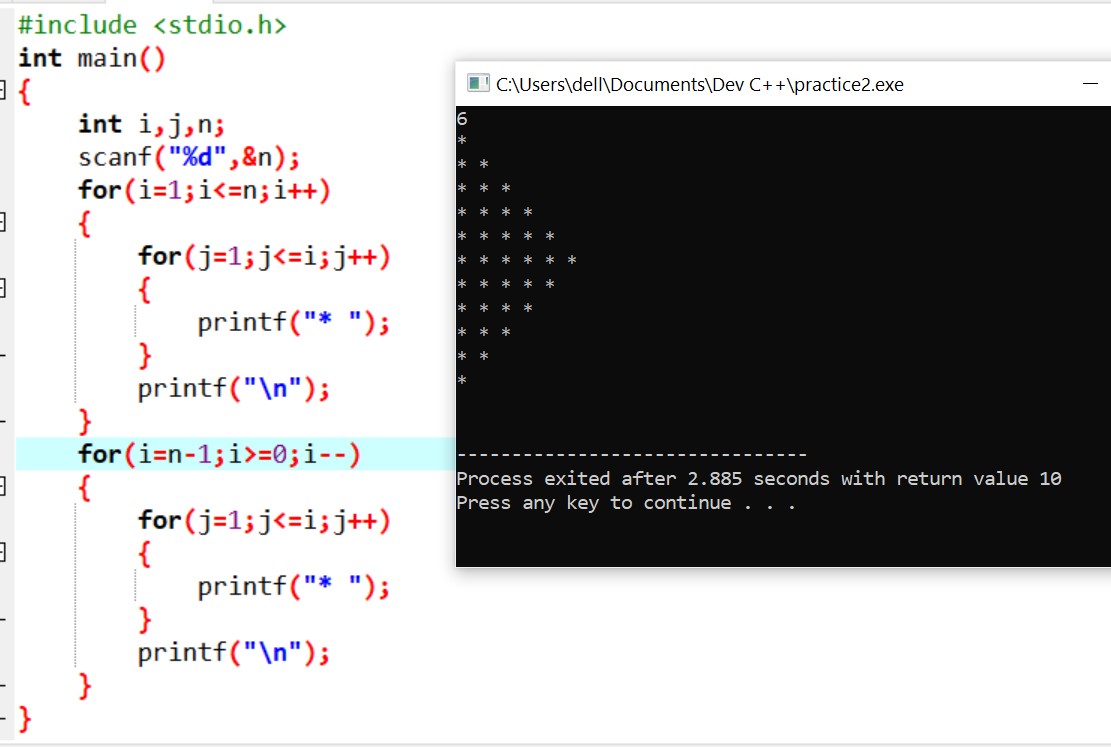 #include <stdio.h>
int main()
{
    int i,j,n;
    scanf("%d",&n);
    for(i=1;i<=n;i++)
    {
        for(j=1;j<=i;j++)
        {
            printf("* ");
        }
        printf("\n");
    }
    for(i=n-1;i>=0;i--)
    {
        for(j=1;j<=i;j++)
        {
            printf("* ");
        }
        printf("\n");
    }
}
C:\Users\dell\Documents\Dev C++\practice2.exe
6
*
* *
* * *
* * * *
* * * * *
* * * * * *
* * * * *
* * * *
* * *
* *
*
--------------------------------
Process exited after 2.885 seconds with return value 10
Press any key to continue . . .